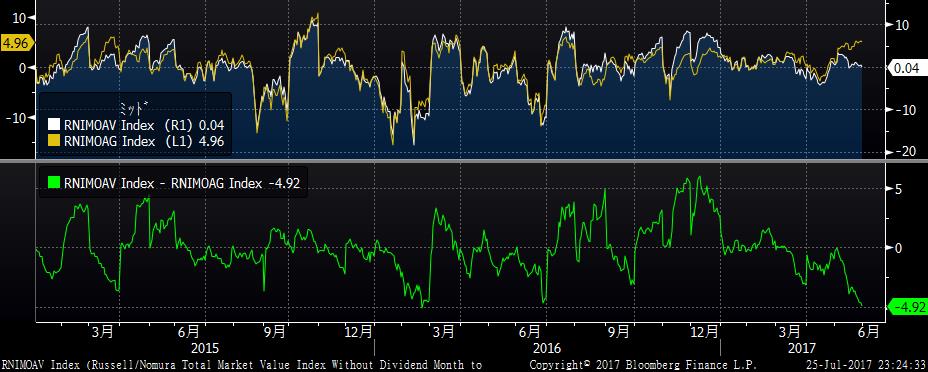 10
4.96
0
-10
10
0.04
-10
-20
ﾐｯﾄﾞ
RNIMOAV Index (R1) 0.04
RNIMOAG Index (L1) 4.96
RNIMOAV Index - RNIMOAG Index -4.92
5
0
-4.92
3月 6月 9月 12月 3月 6月 9月 12月 3月 6月
2015 2016 2017
RNIMOAV Index (Russell/Nomura Total Market Value Index Without Dividend Month to Copyright© 2017 Bloomberg Finance L.P. 25-Jul-2017 23:24:33